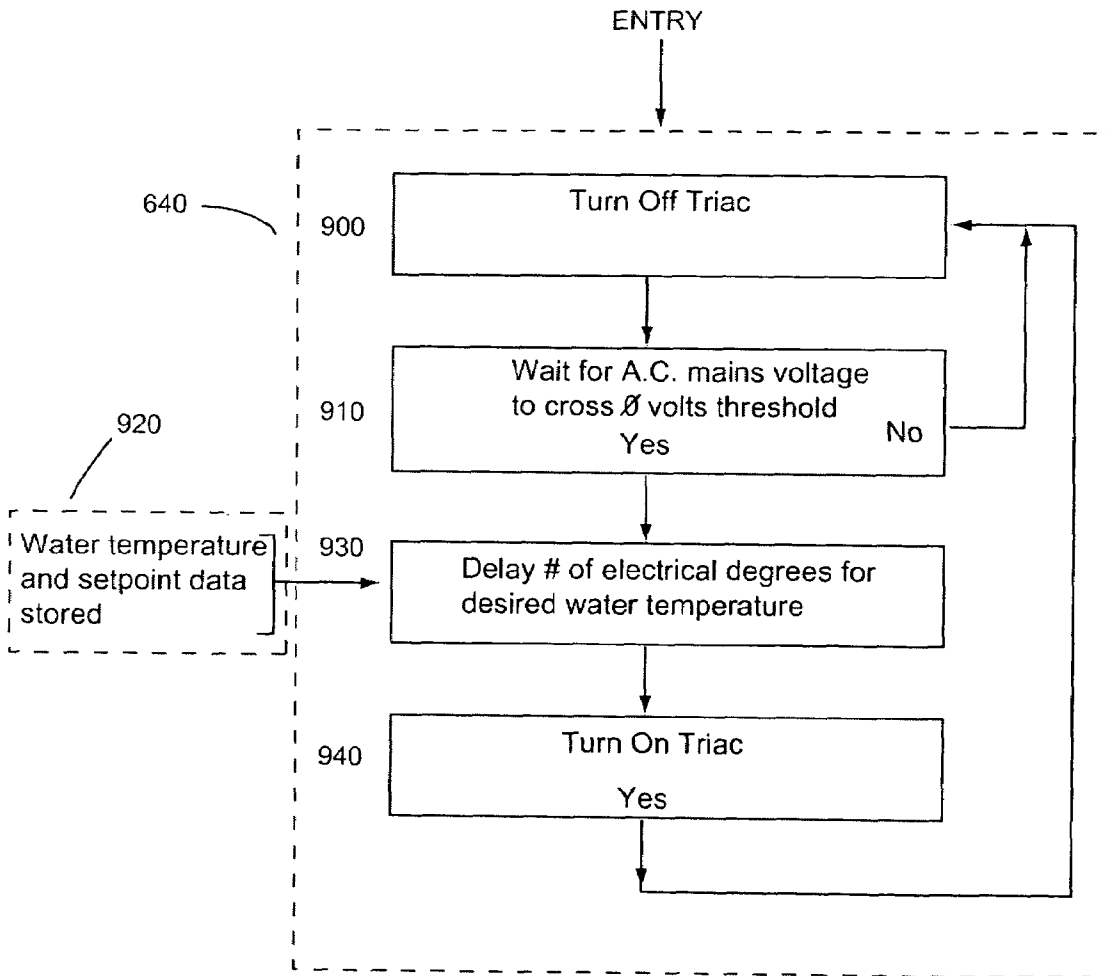 ENTRY
640
900
Turn Off Triac
910
Wait for A.C. mains voltage
to cross Ø volts threshold
Yes
No
920
Water temperature
and setpoint data
stored
930
Delay # of electrical degrees for
desired water temperature
940
Turn On Triac
Yes